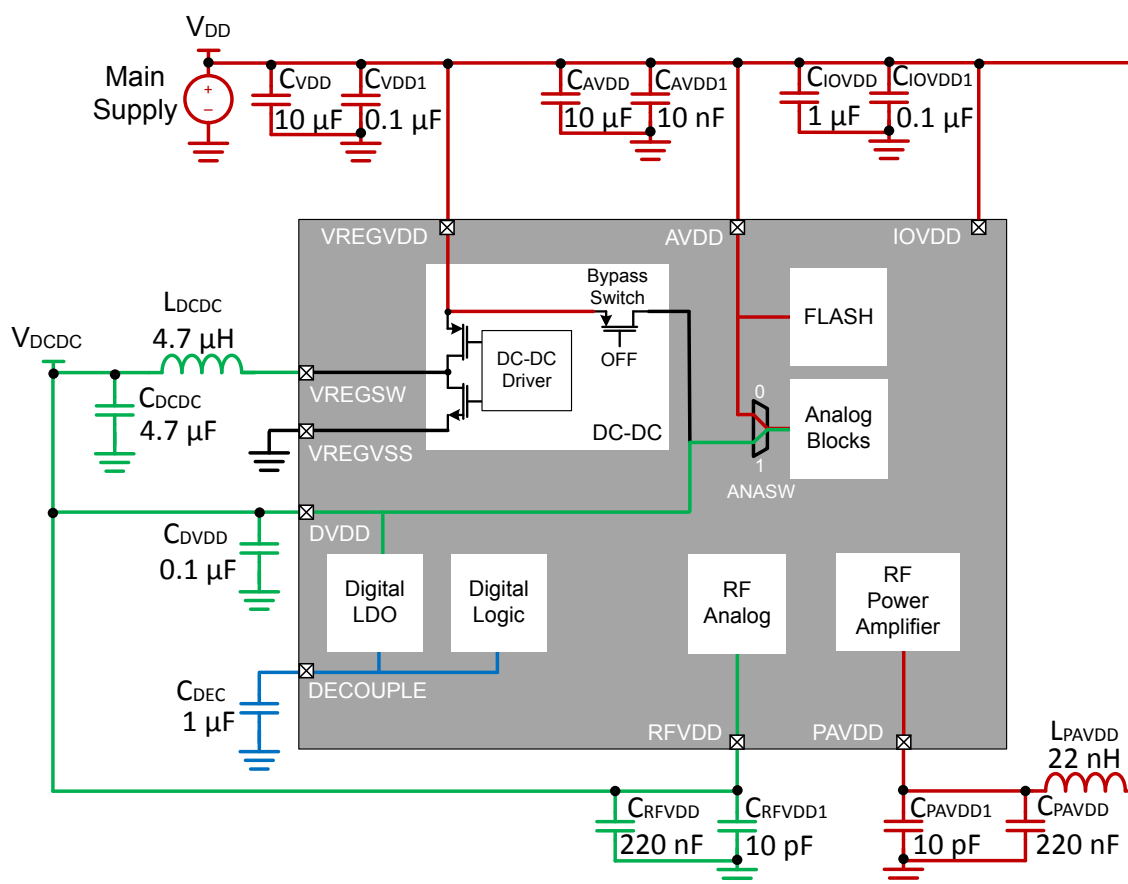 VDD
Main
Supply
+
–
CVDD
10 µF
CVDD1
0.1 µF
CAVDD
10 µF
CAVDD1
10 nF
CIOVDD
1 µF
CIOVDD1
0.1 µF
VREGVDD
AVDD
IOVDD
Bypass
Switch
OFF
DC-DC
Driver
DC-DC
FLASH
0
Analog
Blocks
1
ANASW
LDCDC
4.7 µH
VDCDC
CDCDC
4.7 µF
VREGSW
VREGVSS
DVDD
CDVDD
0.1 µF
Digital
LDO
Digital
Logic
RF
Analog
RF
Power
Amplifier
DECOUPLE
CDEC
1 µF
RFVDD
PAVDD
LPAVDD
22 nH
CRFVDD
220 nF
CRFVDD1
10 pF
CPAVDD1
10 pF
CPAVDD
220 nF